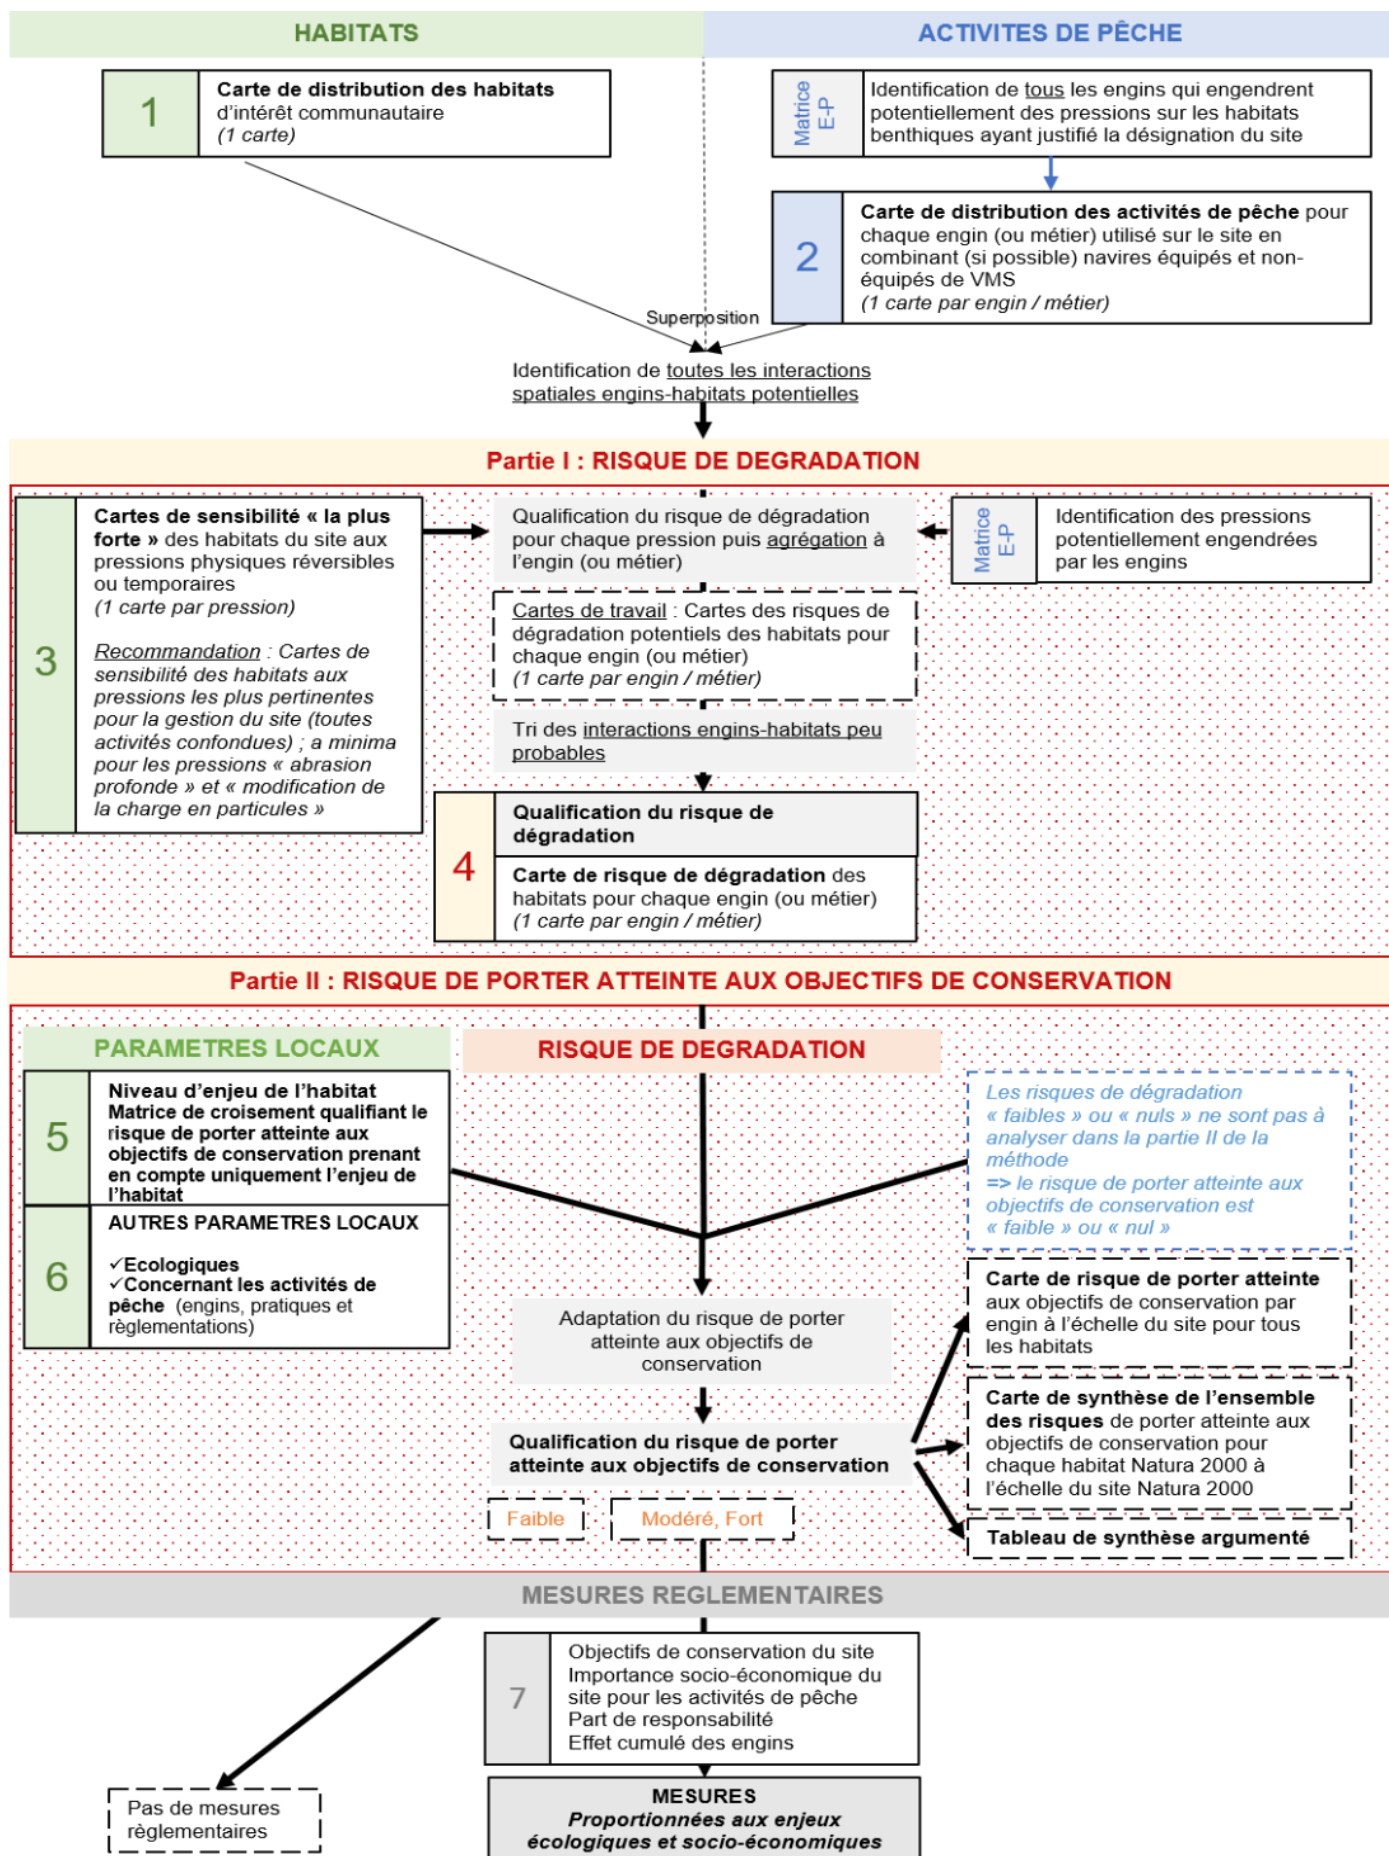 HABITATS
ACTIVITES DE PÊCHE
1
Carte de distribution des habitats
d'intérêt communautaire
(1 carte)
Matrice
E-P
Identification de tous les engins qui engendrent
potentiellement des pressions sur les habitats
benthiques ayant justifié la désignation du site
2
Carte de distribution des activités de pêche pour
chaque engin (ou métier) utilisé sur le site en
combinant (si possible) navires équipés et non-
équipés de VMS
(1 carte par engin / métier)
Superposition
Identification de toutes les interactions
spatiales engins-habitats potentielles
Partie I : RISQUE DE DEGRADATION
3
Cartes de sensibilité « la plus
forte » des habitats du site aux
pressions physiques réversibles
ou temporaires
(1 carte par pression)
Recommandation : Cartes de
sensibilité des habitats aux
pressions les plus pertinentes
pour la gestion du site (toutes
activités confondues) ; a minima
pour les pressions « abrasion
profonde » et « modification de
la charge en particules »
Qualification du risque de dégradation
pour chaque pression puis agrégation à
l'engin (ou métier)
Matrice
E-P
Identification des pressions
potentiellement engendrées
par les engins
Cartes de travail : Cartes des risques de
dégradation potentiels des habitats pour
chaque engin (ou métier)
(1 carte par engin / métier)
Tri des interactions engins-habitats peu
probables
4
Qualification du risque de
dégradation
Carte de risque de dégradation des
habitats pour chaque engin (ou métier)
(1 carte par engin / métier)
Partie II : RISQUE DE PORTER ATTEINTE AUX OBJECTIFS DE CONSERVATION
PARAMETRES LOCAUX
RISQUE DE DEGRADATION
5
Niveau d'enjeu de l'habitat
Matrice de croisement qualifiant le
risque de porter atteinte aux
objectifs de conservation prenant
en compte uniquement l'enjeu de
l'habitat
6
AUTRES PARAMETRES LOCAUX
✓Ecologiques
✓Concernant les activités de
pêche (engins, pratiques et
règlementations)
Les risques de dégradation
« faibles » ou « nuls » ne sont pas à
analyser dans la partie II de la
méthode
=> le risque de porter atteinte aux
objectifs de conservation est
« faible » ou « nul »
Adaptation du risque de porter
atteinte aux objectifs de
conservation
Carte de risque de porter atteinte
aux objectifs de conservation par
engin à l'échelle du site pour tous
les habitats
Qualification du risque de porter
atteinte aux objectifs de conservation
Carte de synthèse de l'ensemble
des risques de porter atteinte aux
objectifs de conservation pour
chaque habitat Natura 2000 à
l'échelle du site Natura 2000
Faible
Modéré, Fort
Tableau de synthèse argumenté
MESURES REGLEMENTAIRES
7
Objectifs de conservation du site
Importance socio-économique du
site pour les activités de pêche
Part de responsabilité
Effet cumulé des engins
Pas de mesures
règlementaires
MESURES
Proportionnées aux enjeux
écologiques et socio-économiques